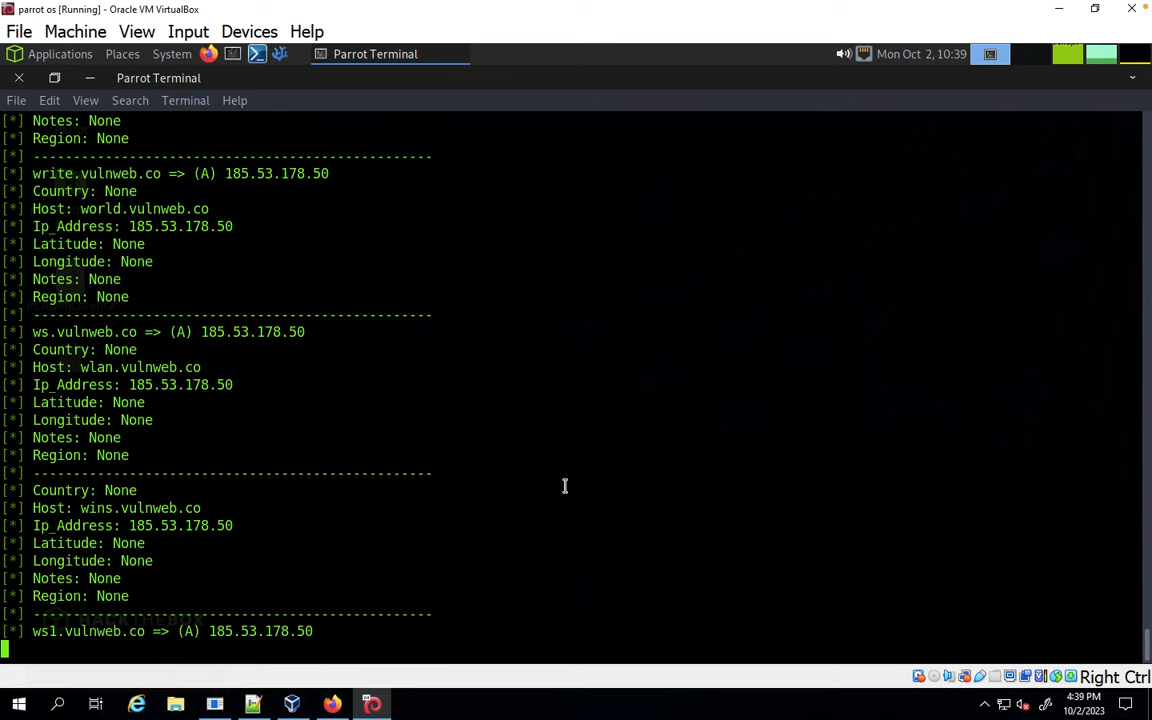 parrot os [Running] - Oracle VM VirtualBox
File Machine View Input Devices Help
Applications Places System Parrot Terminal Mon Oct 2, 10:39
Parrot Terminal
File Edit View Search Terminal Help
[*] Notes: None
[*] Region: None
[*] --------------------------------------------------
[*] write.vulnweb.co => (A) 185.53.178.50
[*] Country: None
[*] Host: world.vulnweb.co
[*] Ip_Address: 185.53.178.50
[*] Latitude: None
[*] Longitude: None
[*] Notes: None
[*] Region: None
[*] --------------------------------------------------
[*] ws.vulnweb.co => (A) 185.53.178.50
[*] Country: None
[*] Host: wlan.vulnweb.co
[*] Ip_Address: 185.53.178.50
[*] Latitude: None
[*] Longitude: None
[*] Notes: None
[*] Region: None
[*] --------------------------------------------------
[*] Country: None
[*] Host: wins.vulnweb.co
[*] Ip_Address: 185.53.178.50
[*] Latitude: None
[*] Longitude: None
[*] Notes: None
[*] Region: None
[*] --------------------------------------------------
HACKTHEBOX
[*] ws1.vulnweb.co => (A) 185.53.178.50
Right Ctrl
4:39 PM
10/2/2023